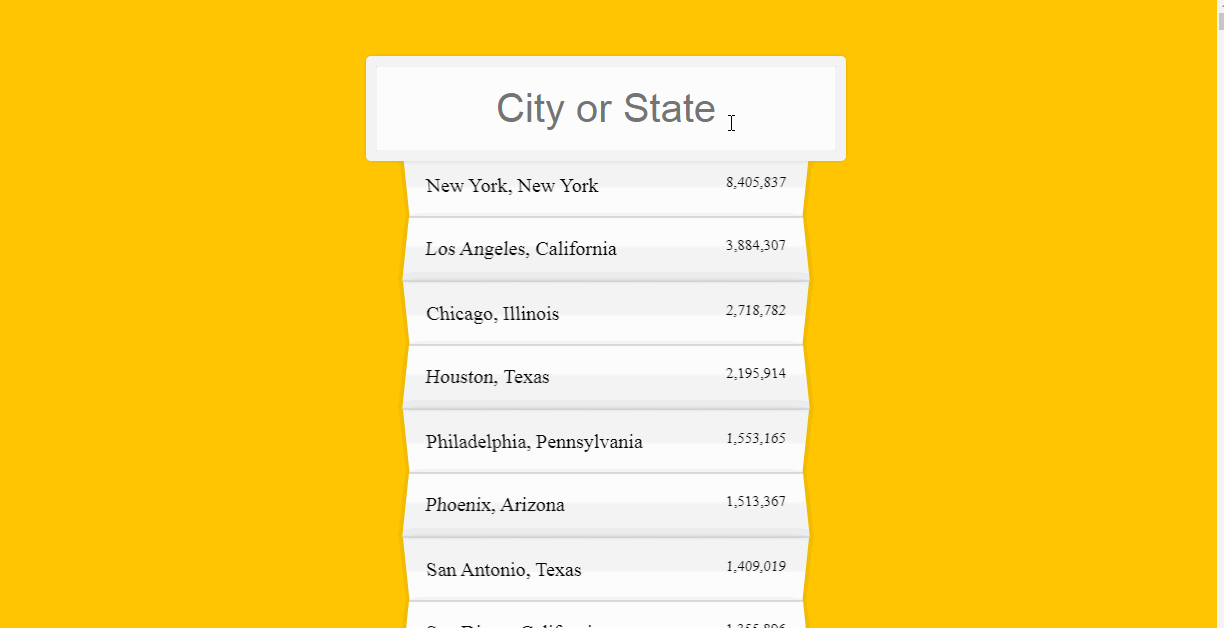 City or State
New York, New York 8,405,837
Los Angeles, California 3,884,307
Chicago, Illinois 2,718,782
Houston, Texas 2,195,914
Philadelphia, Pennsylvania 1,553,165
Phoenix, Arizona 1,513,367
San Antonio, Texas 1,409,019